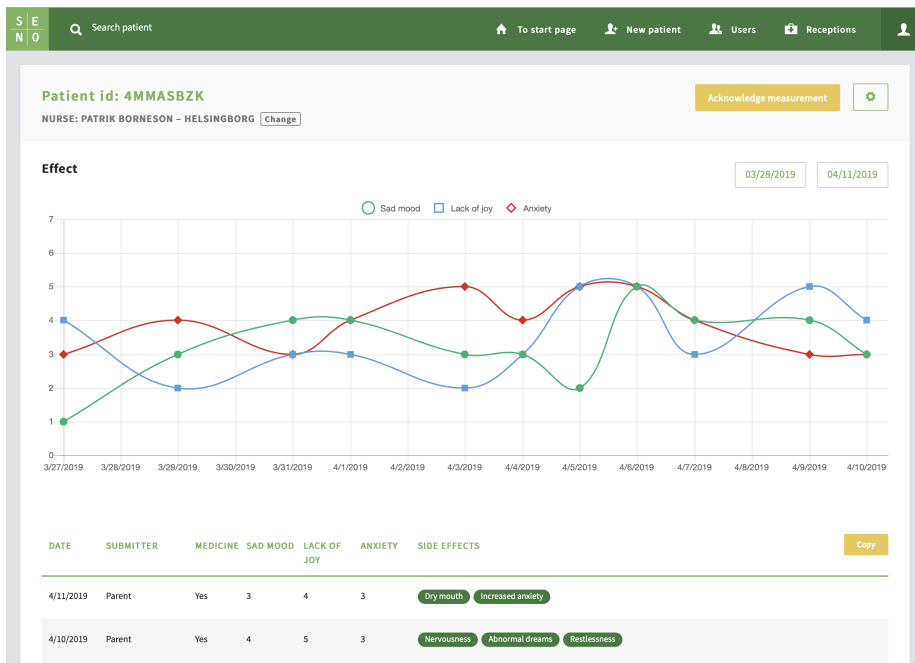 S E
N O
Search patient
To start page
New patient
Users
Receptions
Patient id: 4MMASBZK
Acknowledge measurement
NURSE: PATRIK BORNESON – HELSINGBORG Change
Effect
03/28/2019 04/11/2019
Sad mood Lack of joy Anxiety
7
6
5
4
3
2
1
0
3/27/2019 3/28/2019 3/29/2019 3/30/2019 3/31/2019 4/1/2019 4/2/2019 4/3/2019 4/4/2019 4/5/2019 4/6/2019 4/7/2019 4/8/2019 4/9/2019 4/10/2019
DATE SUBMITTER MEDICINE SAD MOOD LACK OF JOY ANXIETY SIDE EFFECTS Copy
4/11/2019 Parent Yes 3 4 3 Dry mouth Increased anxiety
4/10/2019 Parent Yes 4 5 3 Nervousness Abnormal dreams Restlessness